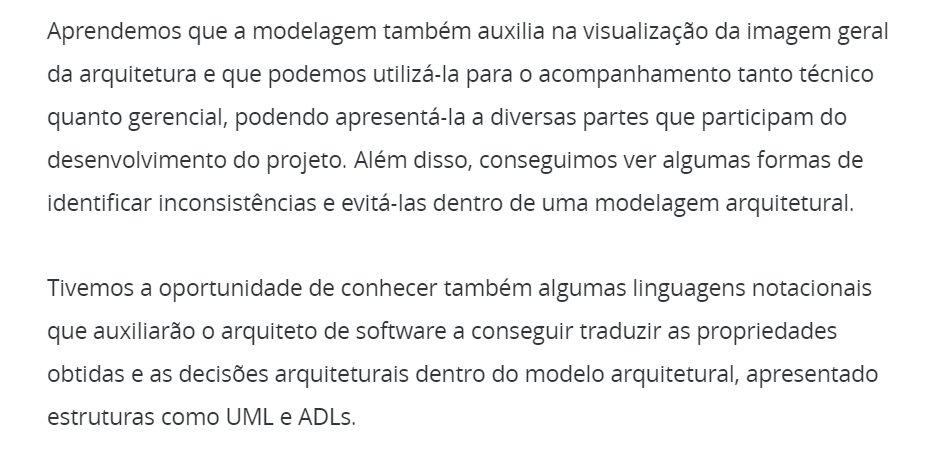 Aprendemos que a modelagem também auxilia na visualização da imagem geral
da arquitetura e que podemos utilizá-la para o acompanhamento tanto técnico
quanto gerencial, podendo apresentá-la a diversas partes que participam do
desenvolvimento do projeto. Além disso, conseguimos ver algumas formas de
identificar inconsistências e evitá-las dentro de uma modelagem arquitetural.
Tivemos a oportunidade de conhecer também algumas linguagens notacionais
que auxiliarão o arquiteto de software a conseguir traduzir as propriedades
obtidas e as decisões arquiteturais dentro do modelo arquitetural, apresentado
estruturas como UML e ADLs.